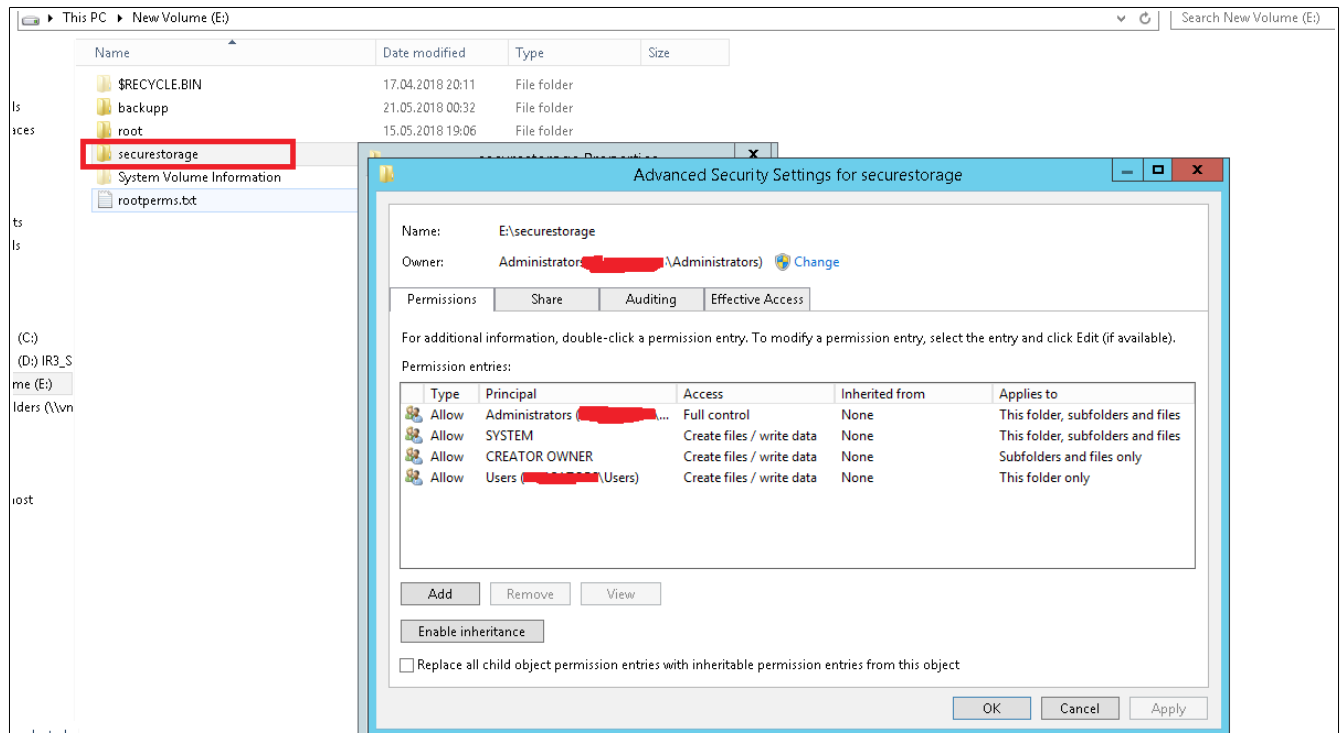 This PC New Volume (E:) Search New Volume (E:)
Name Date modified Type Size
$RECYCLE.BIN 17.04.2018 20:11 File folder
ls backupp 21.05.2018 00:32 File folder
aces root 15.05.2018 19:06 File folder
securestorage
System Volume Information
rootperms.txt
ts
ls
(C:)
(D:) IR3_S
me (E:)
lders (\\vn
nost
securestorage Properties
Advanced Security Settings for securestorage
Name: E:\securestorage
Owner: Administrators \Administrators) Change
Permissions Share Auditing Effective Access
For additional information, double-click a permission entry. To modify a permission entry, select the entry and click Edit (if available).
Permission entries:
Type Principal Access Inherited from Applies to
Allow Administrators ( \... Full control None This folder, subfolders and files
Allow SYSTEM Create files / write data None This folder, subfolders and files
Allow CREATOR OWNER Create files / write data None Subfolders and files only
Allow Users ( \Users) Create files / write data None This folder only
Add Remove View
Enable inheritance
Replace all child object permission entries with inheritable permission entries from this object
OK Cancel Apply